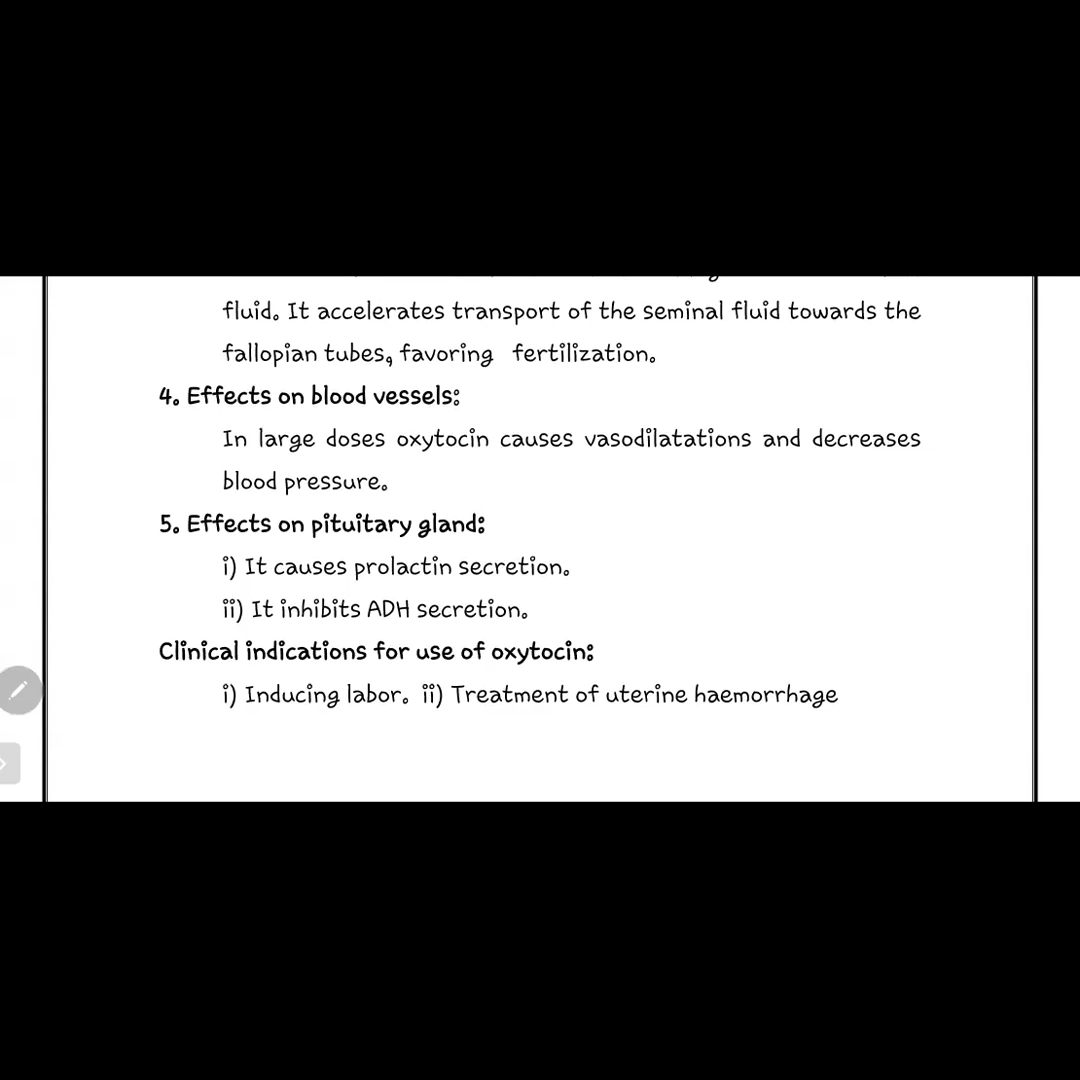 fluid. It accelerates transport of the seminal fluid towards the
fallopian tubes, favoring fertilization.
4. Effects on blood vessels:
In large doses oxytocin causes vasodilatations and decreases
blood pressure.
5. Effects on pituitary gland:
i) It causes prolactin secretion.
ii) It inhibits ADH secretion.
Clinical indications for use of oxytocin:
i) Inducing labor. ii) Treatment of uterine haemorrhage